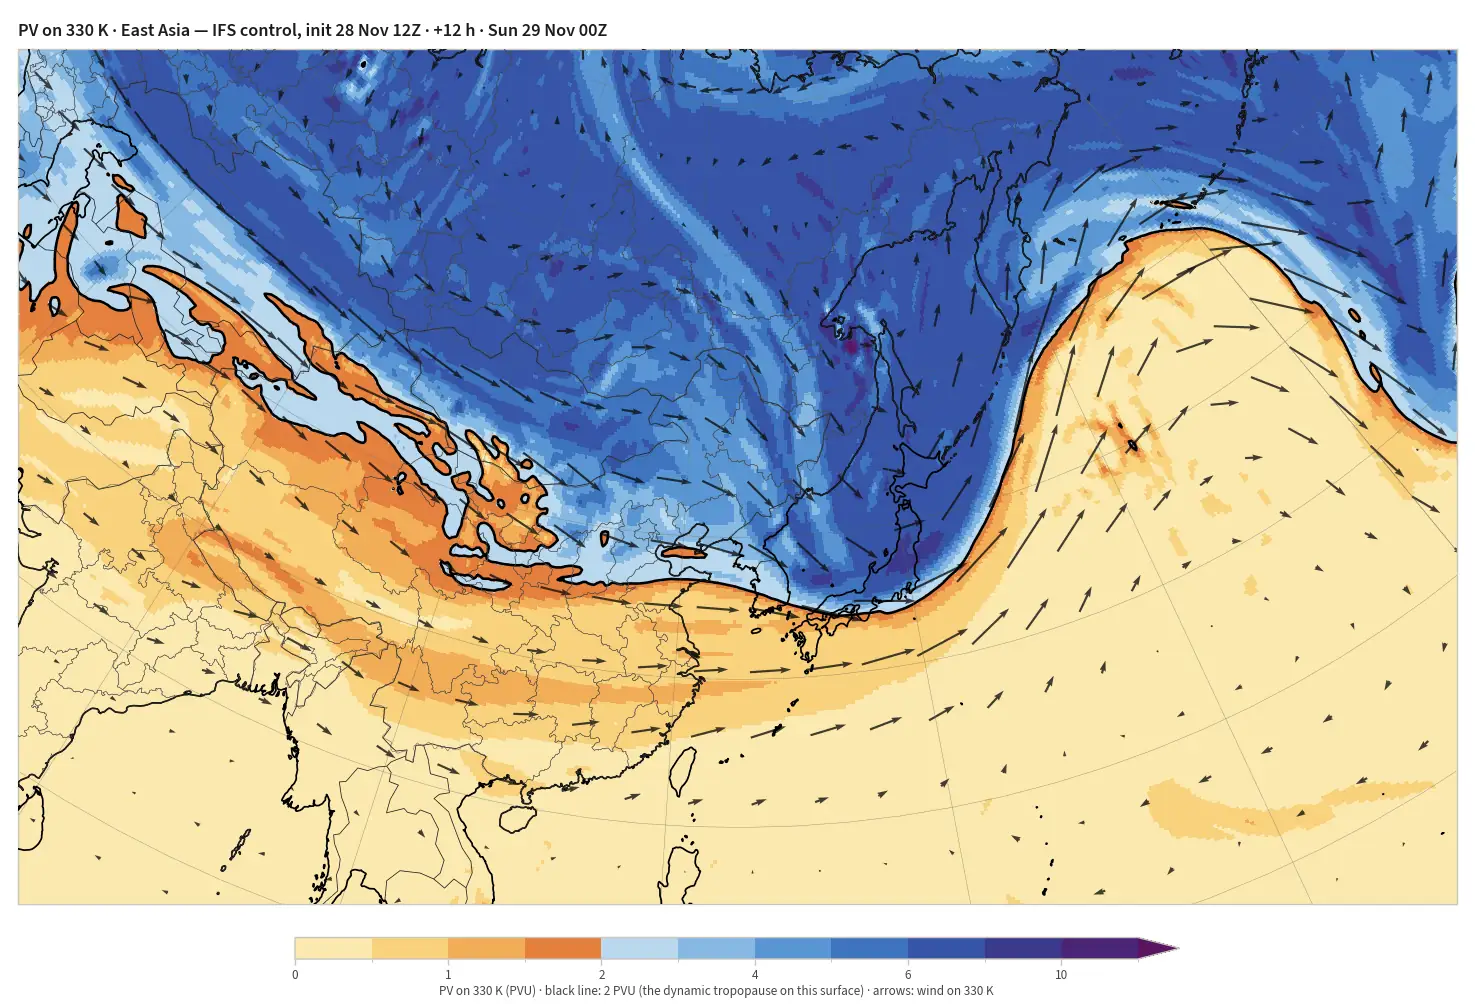 PV on 330 K · East Asia — IFS control, init 28 Nov 12Z · +12 h · Sun 29 Nov 00Z
0 1 2 4 6 10
PV on 330 K (PVU) · black line: 2 PVU (the dynamic tropopause on this surface) · arrows: wind on 330 K